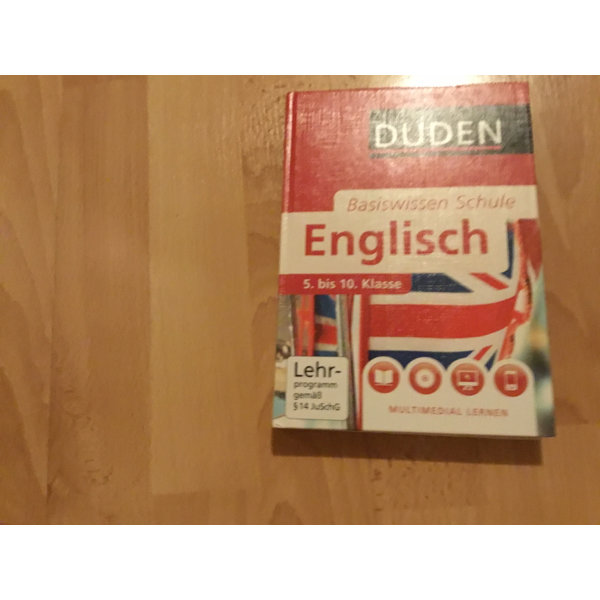 DUDEN
Basiswissen Schule
Englisch
5. bis 10. Klasse
Lehr-
programm
gemäß
§ 14 JuSchG
MULTIMEDIAL LERNEN